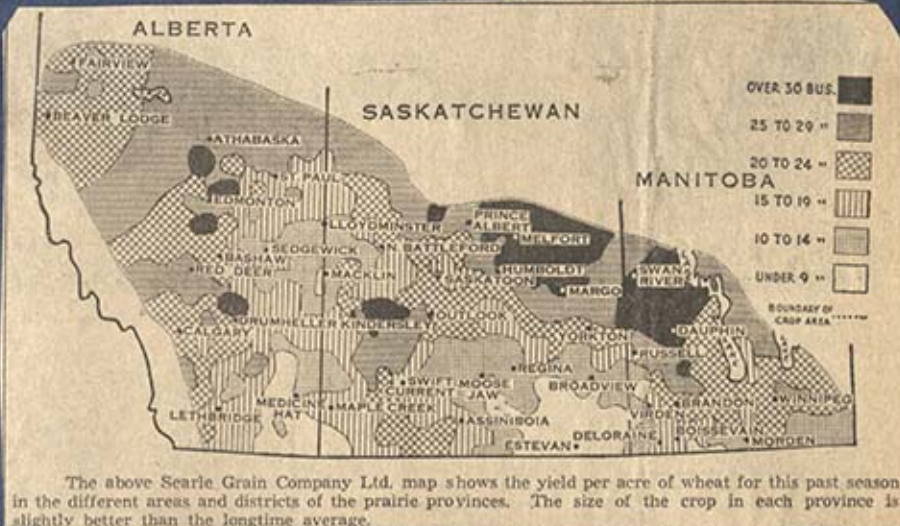 ALBERTA
FAIRVIEW
BEAVER LODGE
SASKATCHEWAN
OVER 30 BUS.
25 TO 29 "
20 TO 24 "
MANITOBA
15 TO 19 "
10 TO 14 "
UNDER 9 "
BOUNDARY OF
CROP AREA
ATHABASKA
ST PAUL
EDMONTON
LLOYDMINSTER
PRINCE
ALBERT
SEDGEWICK
N. BATTLEFORD
MELFORT
BASHAW
RED DEER
MACKLIN
SASKATOON
HUMBOLDT
SWAN
RIVER
MARGO
DRUMHELLER
KINDERSLEY
OUTLOOK
CALGARY
YORKTON
DAUPHIN
RUSSELL
REGINA
SWIFT
CURRENT
MOOSE
JAW
BROADVIEW
MEDICINE
HAT
MAPLE CREEK
LETHBRIDGE
VIRDEN
BRANDON
WINNIPEG
ASSINIBOIA
ESTEVAN
DELORAINE
BOISSEVAIN
MORDEN
The above Searle Grain Company Ltd. map shows the yield per acre of wheat for this past season
in the different areas and districts of the prairie provinces. The size of the crop in each province is
slightly better than the longtime average.